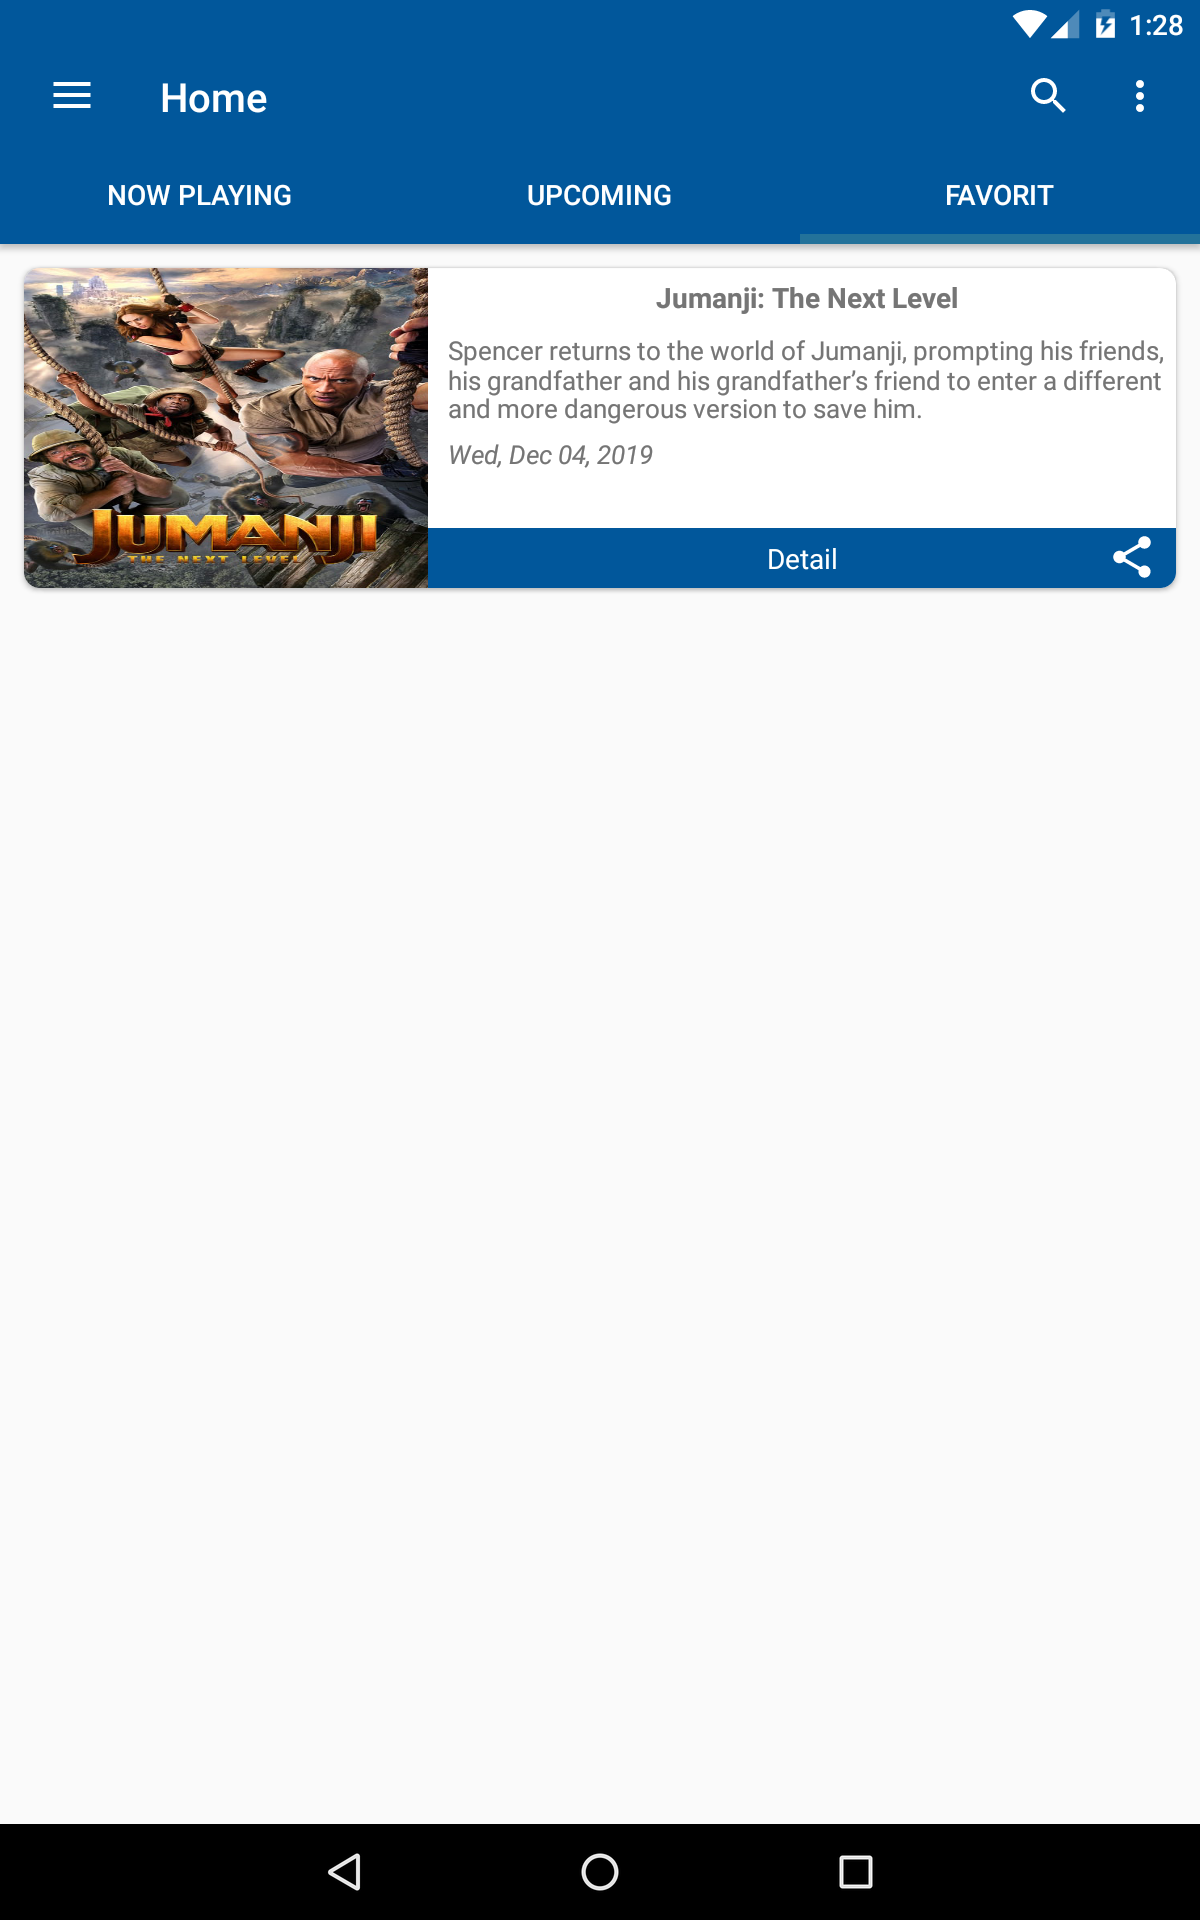 1:28
Home
NOW PLAYING
UPCOMING
FAVORIT
JUMANJI
THE NEXT LEVEL
Jumanji: The Next Level
Spencer returns to the world of Jumanji, prompting his friends,
his grandfather and his grandfather’s friend to enter a different
and more dangerous version to save him.
Wed, Dec 04, 2019
Detail